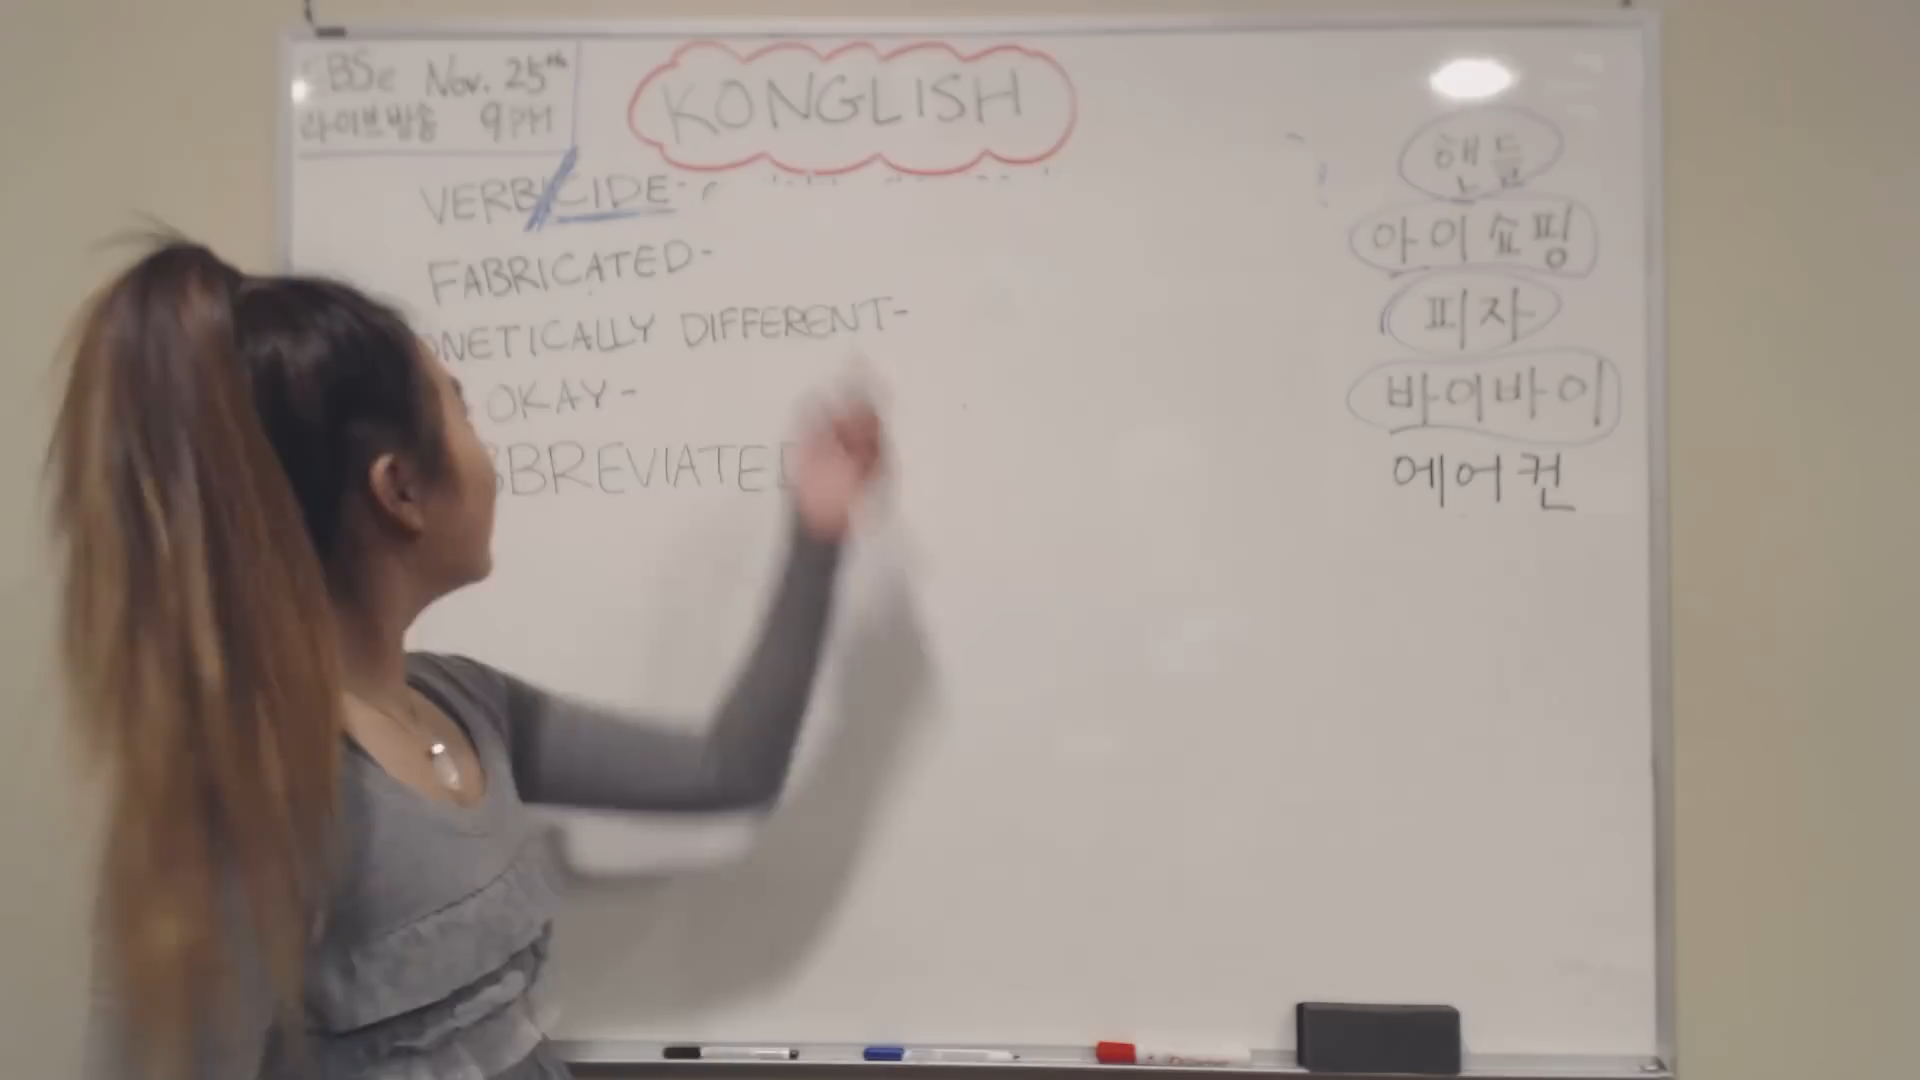 EBSe Nov. 25th
라이브방송 9PM
KONGLISH
VERBICIDE-
FABRICATED-
ONETICALLY DIFFERENT-
OKAY-
BBREVIATED
핸들
아이쇼핑
피자
바이바이
에어컨